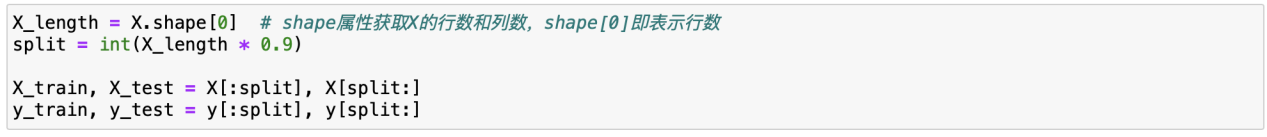 X_length = X.shape[0]  # shape属性获取X的行数和列数，shape[0]即表示行数
split = int(X_length * 0.9)
X_train, X_test = X[:split], X[split:]
y_train, y_test = y[:split], y[split:]